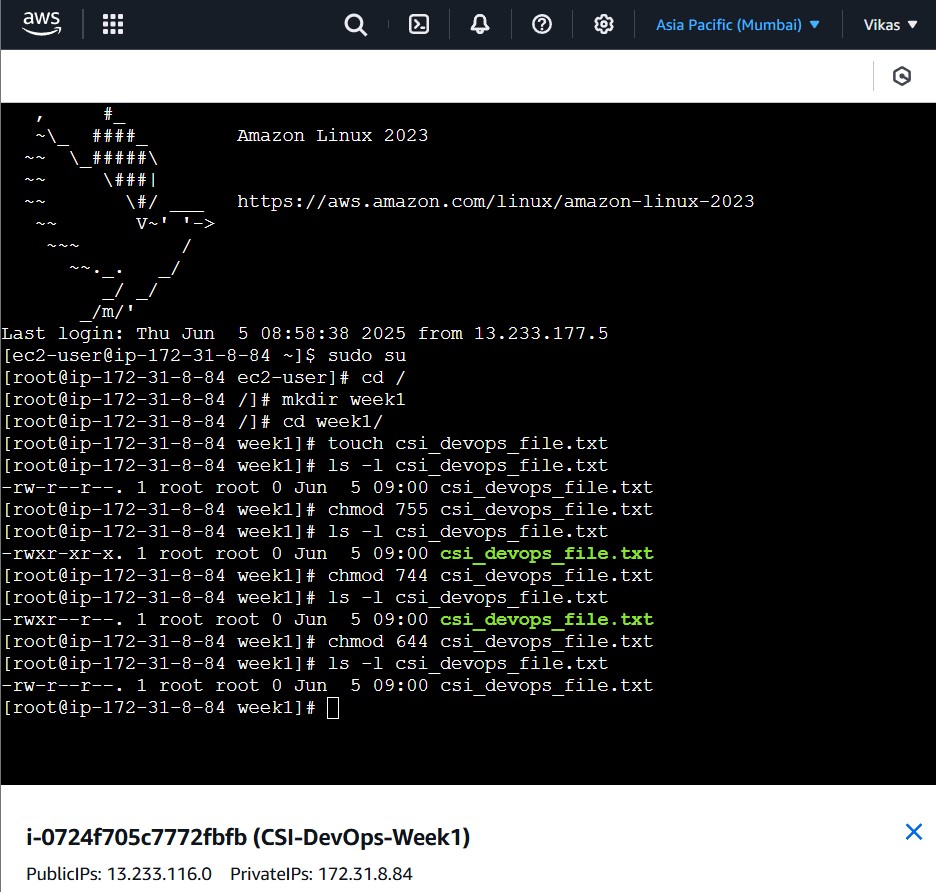 aws
Asia Pacific (Mumbai) ▼ Vikas ▼
   ,     #_
   ~\_  ####_        Amazon Linux 2023
  ~~  \_#####\
  ~~     \###|
  ~~       \#/ ___   https://aws.amazon.com/linux/amazon-linux-2023
   ~~       V~' '->
    ~~~         /
      ~~._.   _/
         _/ _/
       _/m/'
Last login: Thu Jun  5 08:58:38 2025 from 13.233.177.5
[ec2-user@ip-172-31-8-84 ~]$ sudo su
[root@ip-172-31-8-84 ec2-user]# cd /
[root@ip-172-31-8-84 /]# mkdir week1
[root@ip-172-31-8-84 /]# cd week1/
[root@ip-172-31-8-84 week1]# touch csi_devops_file.txt
[root@ip-172-31-8-84 week1]# ls -l csi_devops_file.txt
-rw-r--r--. 1 root root 0 Jun  5 09:00 csi_devops_file.txt
[root@ip-172-31-8-84 week1]# chmod 755 csi_devops_file.txt
[root@ip-172-31-8-84 week1]# ls -l csi_devops_file.txt
-rwxr-xr-x. 1 root root 0 Jun  5 09:00 csi_devops_file.txt
[root@ip-172-31-8-84 week1]# chmod 744 csi_devops_file.txt
[root@ip-172-31-8-84 week1]# ls -l csi_devops_file.txt
-rwxr--r--. 1 root root 0 Jun  5 09:00 csi_devops_file.txt
[root@ip-172-31-8-84 week1]# chmod 644 csi_devops_file.txt
[root@ip-172-31-8-84 week1]# ls -l csi_devops_file.txt
-rw-r--r--. 1 root root 0 Jun  5 09:00 csi_devops_file.txt
[root@ip-172-31-8-84 week1]#
i-0724f705c7772fbfb (CSI-DevOps-Week1)
PublicIPs: 13.233.116.0 PrivateIPs: 172.31.8.84